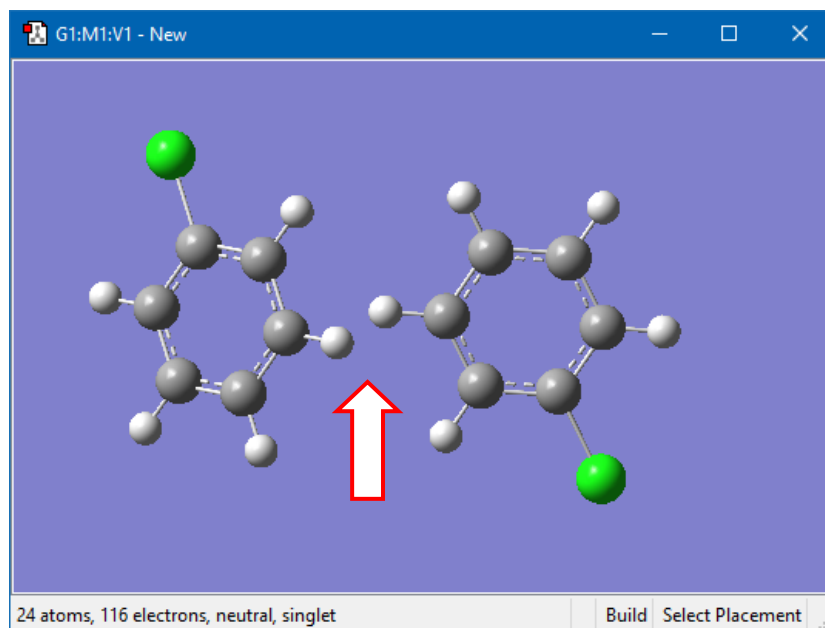 G1:M1:V1 - New
24 atoms, 116 electrons, neutral, singlet
Build
Select Placement